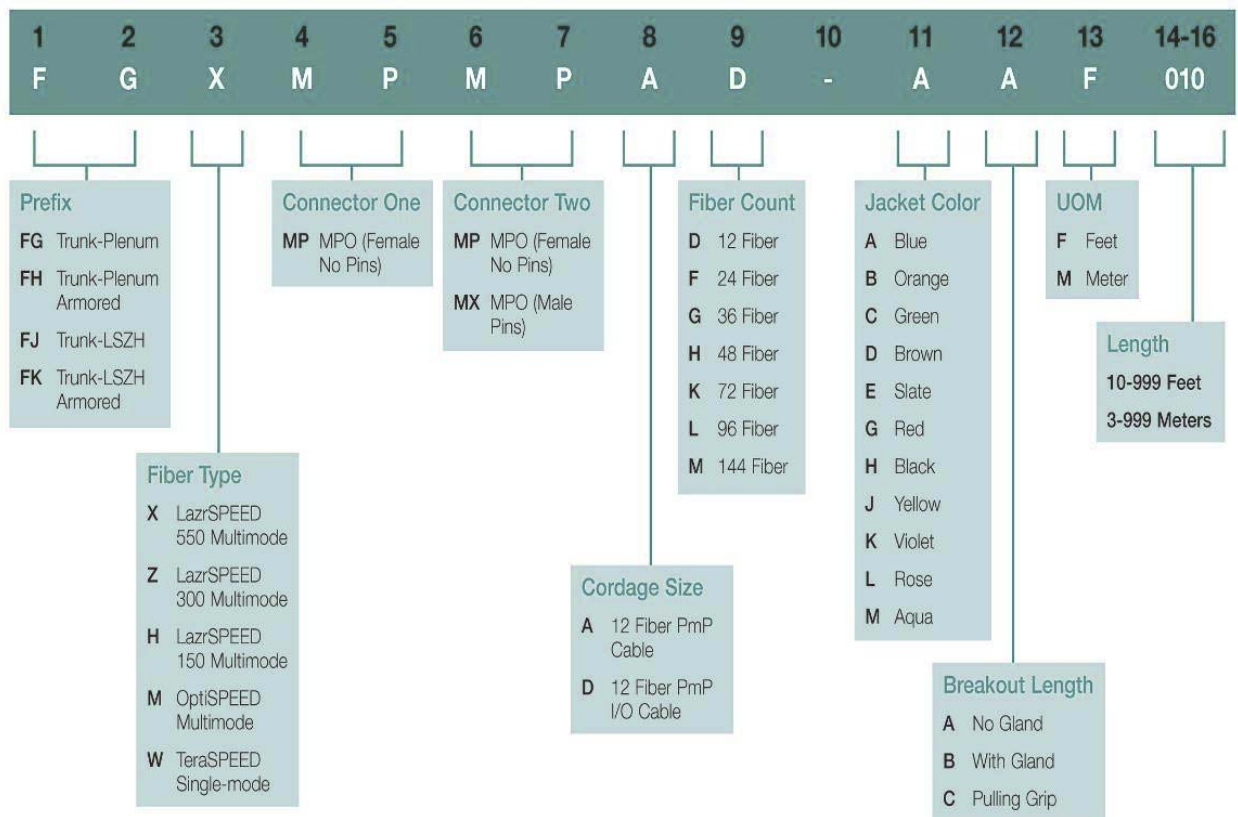 1 2 3 4 5 6 7 8 9 10 11 12 13 14-16
F G X M P M P A D - A A F 010
Prefix
FG Trunk-Plenum
FH Trunk-Plenum
Armored
FJ Trunk-LSZH
FK Trunk-LSZH
Armored
Connector One
MP MPO (Female
No Pins)
Connector Two
MP MPO (Female
No Pins)
MX MPO (Male
Pins)
Fiber Count
D 12 Fiber
F 24 Fiber
G 36 Fiber
H 48 Fiber
K 72 Fiber
L 96 Fiber
M 144 Fiber
Jacket Color
A Blue
B Orange
C Green
D Brown
E Slate
G Red
H Black
J Yellow
K Violet
L Rose
M Aqua
UOM
F Feet
M Meter
Length
10-999 Feet
3-999 Meters
Fiber Type
X LazrSPEED
550 Multimode
Z LazrSPEED
300 Multimode
H LazrSPEED
150 Multimode
M OptiSPEED
Multimode
W TeraSPEED
Single-mode
Cordage Size
A 12 Fiber PmP
Cable
D 12 Fiber PmP
I/O Cable
Breakout Length
A No Gland
B With Gland
C Pulling Grip